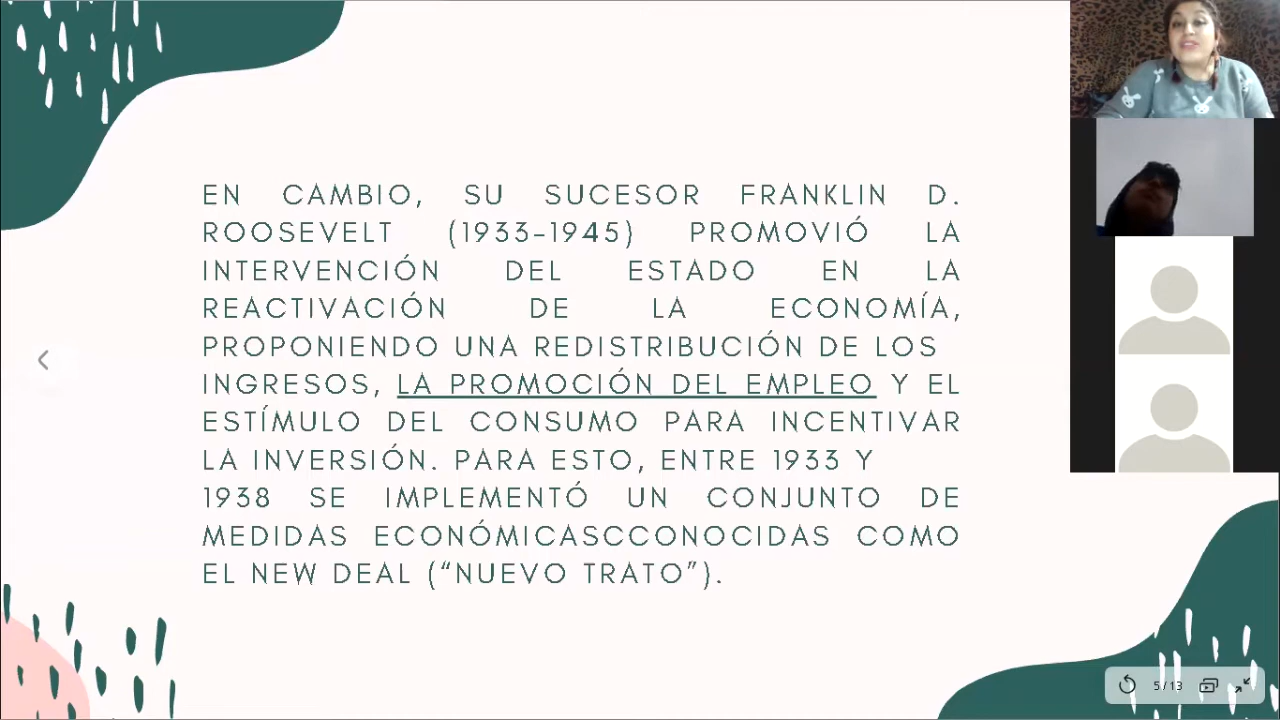 EN CAMBIO, SU SUCESOR FRANKLIN D.
ROOSEVELT (1933-1945) PROMOVIÓ LA
INTERVENCIÓN DEL ESTADO EN LA
REACTIVACIÓN DE LA ECONOMÍA,
PROPONIENDO UNA REDISTRIBUCIÓN DE LOS
INGRESOS, LA PROMOCIÓN DEL EMPLEO Y EL
ESTÍMULO DEL CONSUMO PARA INCENTIVAR
LA INVERSIÓN. PARA ESTO, ENTRE 1933 Y
1938 SE IMPLEMENTÓ UN CONJUNTO DE
MEDIDAS ECONÓMICASCCONOCIDAS COMO
EL NEW DEAL (“NUEVO TRATO”).
5/13